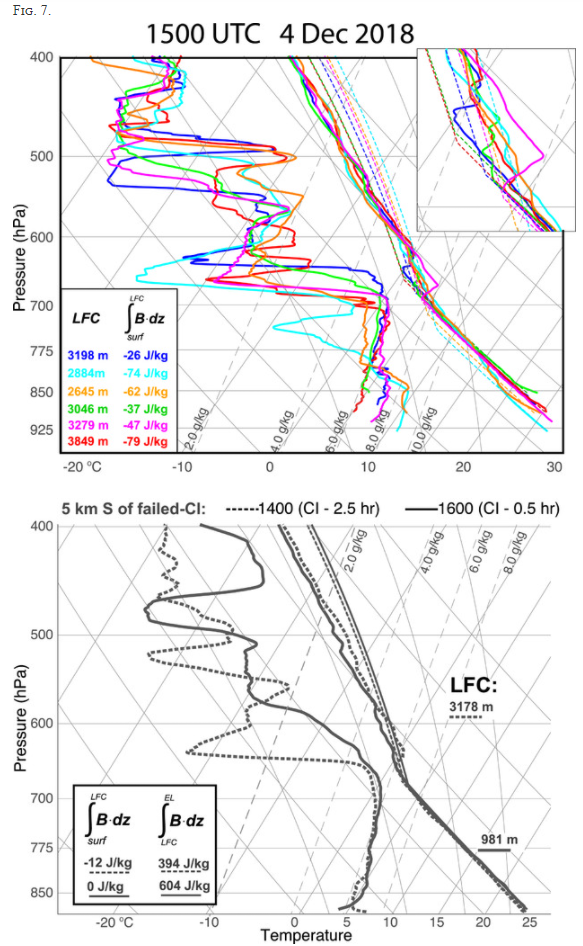 FIG. 7.
1500 UTC 4 Dec 2018
400
500
600
700
775
850
925
Pressure (hPa)
LFC ∫ B·dz
LFC
surf
3198 m -26 J/kg
2884m -74 J/kg
2645 m -62 J/kg
3046 m -37 J/kg
3279 m -47 J/kg
3849 m -79 J/kg
2.0 g/kg
4.0 g/kg
6.0 g/kg
8.0 g/kg
10.0 g/kg
-20 ºC -10 0 10 20 30
5 km S of failed-CI: 1400 (CI - 2.5 hr) 1600 (CI - 0.5 hr)
400
500
600
700
775
850
Pressure (hPa)
2.0 g/kg
4.0 g/kg
6.0 g/kg
8.0 g/kg
LFC:
3178 m
981 m
LFC EL
∫ B·dz ∫ B·dz
surf LFC
-12 J/kg 394 J/kg
0 J/kg 604 J/kg
-20 ºC -10 0 5 10 15 20 25
Temperature